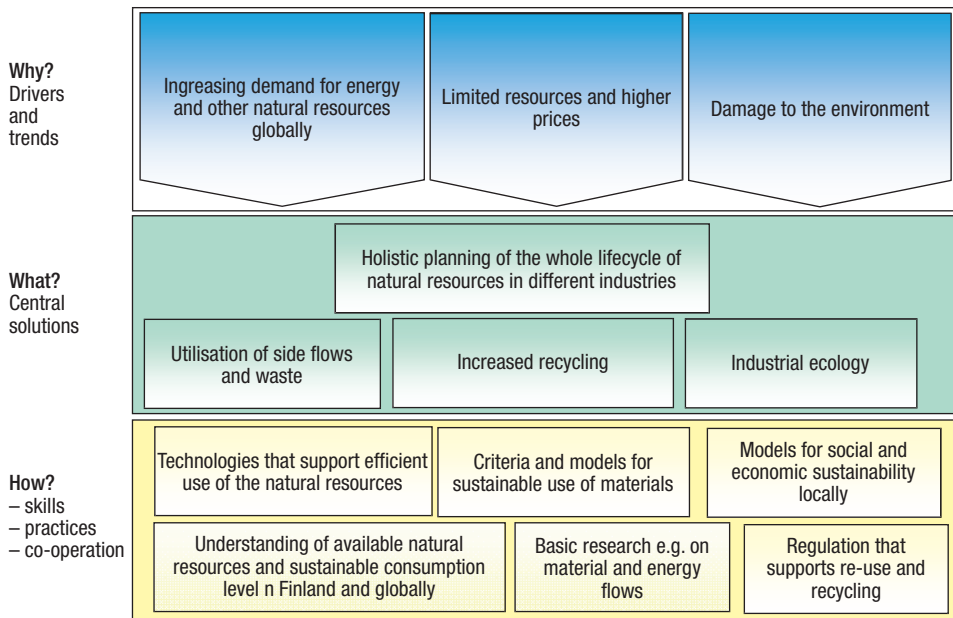 Why?
Drivers
and
trends
Ingreasing demand for energy
and other natural resources
globally
Limited resources and higher
prices
Damage to the environment
What?
Central
solutions
Holistic planning of the whole lifecycle of
natural resources in different industries
Utilisation of side flows
and waste
Increased recycling
Industrial ecology
How?
– skills
– practices
– co-operation
Technologies that support efficient
use of the natural resources
Criteria and models for
sustainable use of materials
Models for social and
economic sustainability
locally
Understanding of available natural
resources and sustainable consumption
level n Finland and globally
Basic research e.g. on
material and energy
flows
Regulation that
supports re-use and
recycling